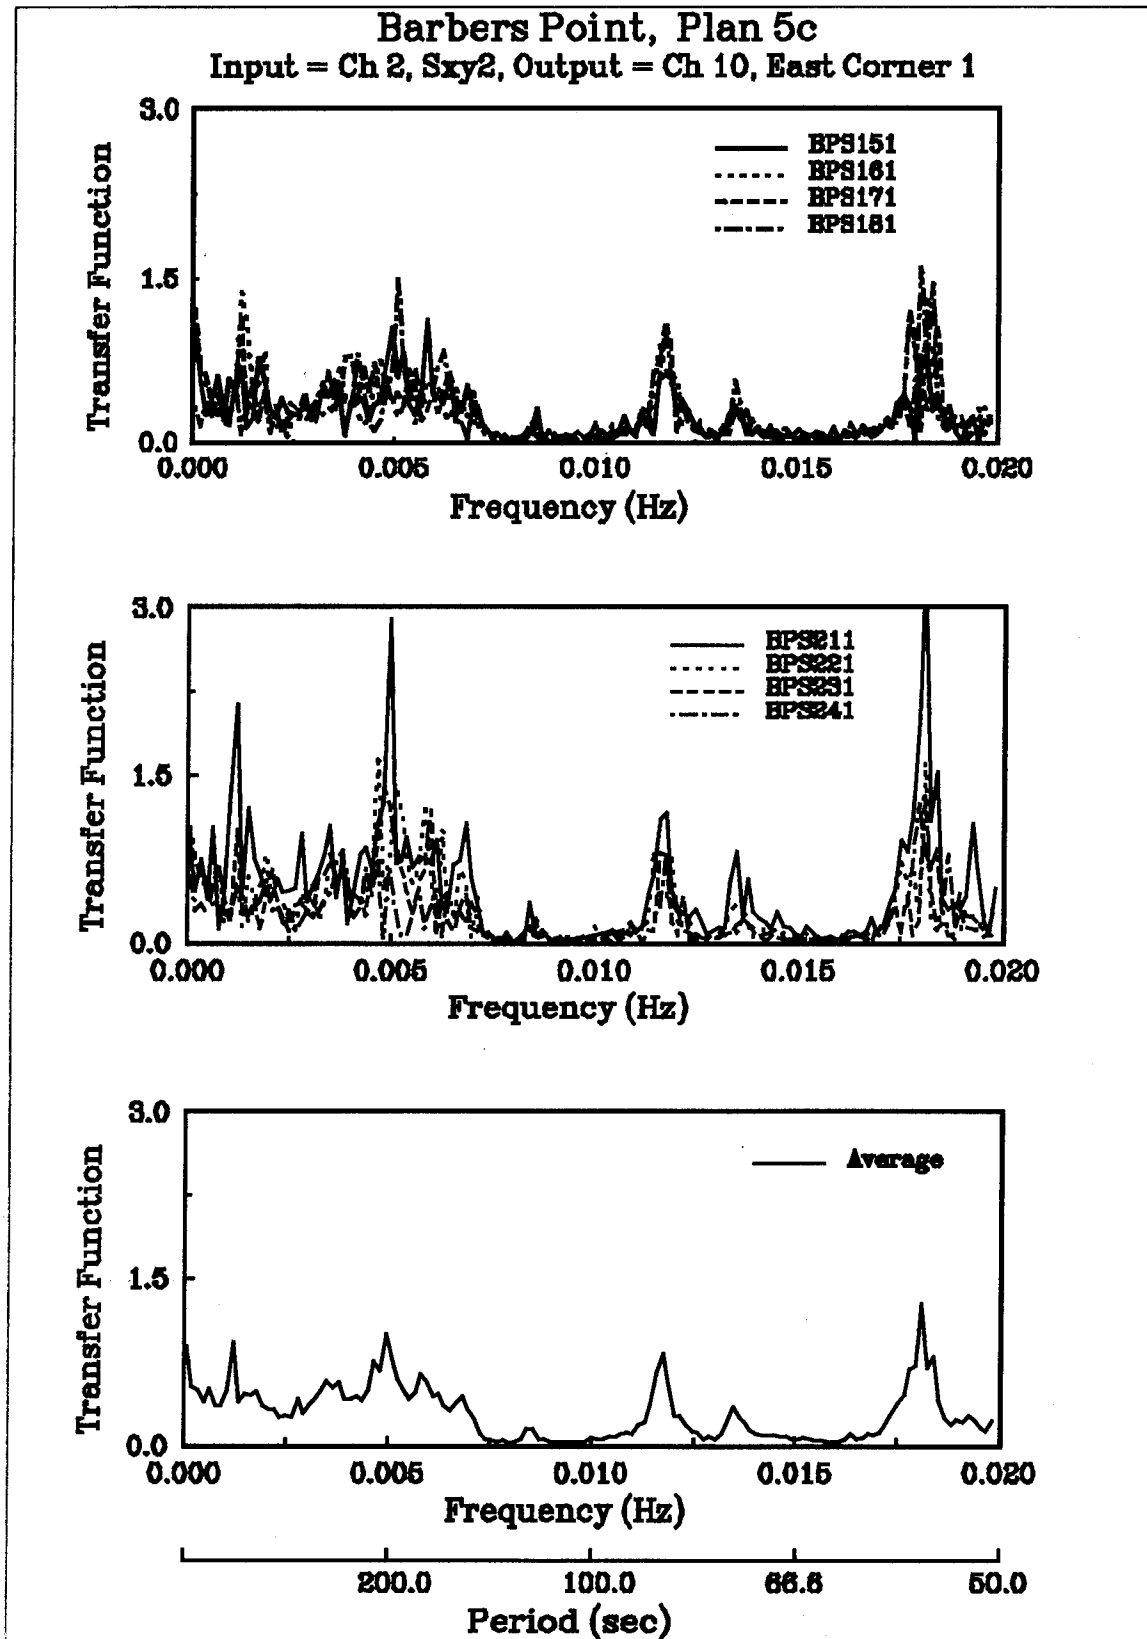 Barbers Point, Plan 5c
Input = Ch 2, Sxy2, Output = Ch 10, East Corner 1
3.0
1.5
0.0
Transfer Function
BPS151
BPS161
BPS171
BPS181
0.000 0.005 0.010 0.015 0.020
Frequency (Hz)
3.0
1.5
0.0
Transfer Function
BPS211
BPS221
BPS231
BPS241
0.000 0.005 0.010 0.015 0.020
Frequency (Hz)
3.0
1.5
0.0
Transfer Function
Average
0.000 0.005 0.010 0.015 0.020
Frequency (Hz)
200.0 100.0 66.6 50.0
Period (sec)